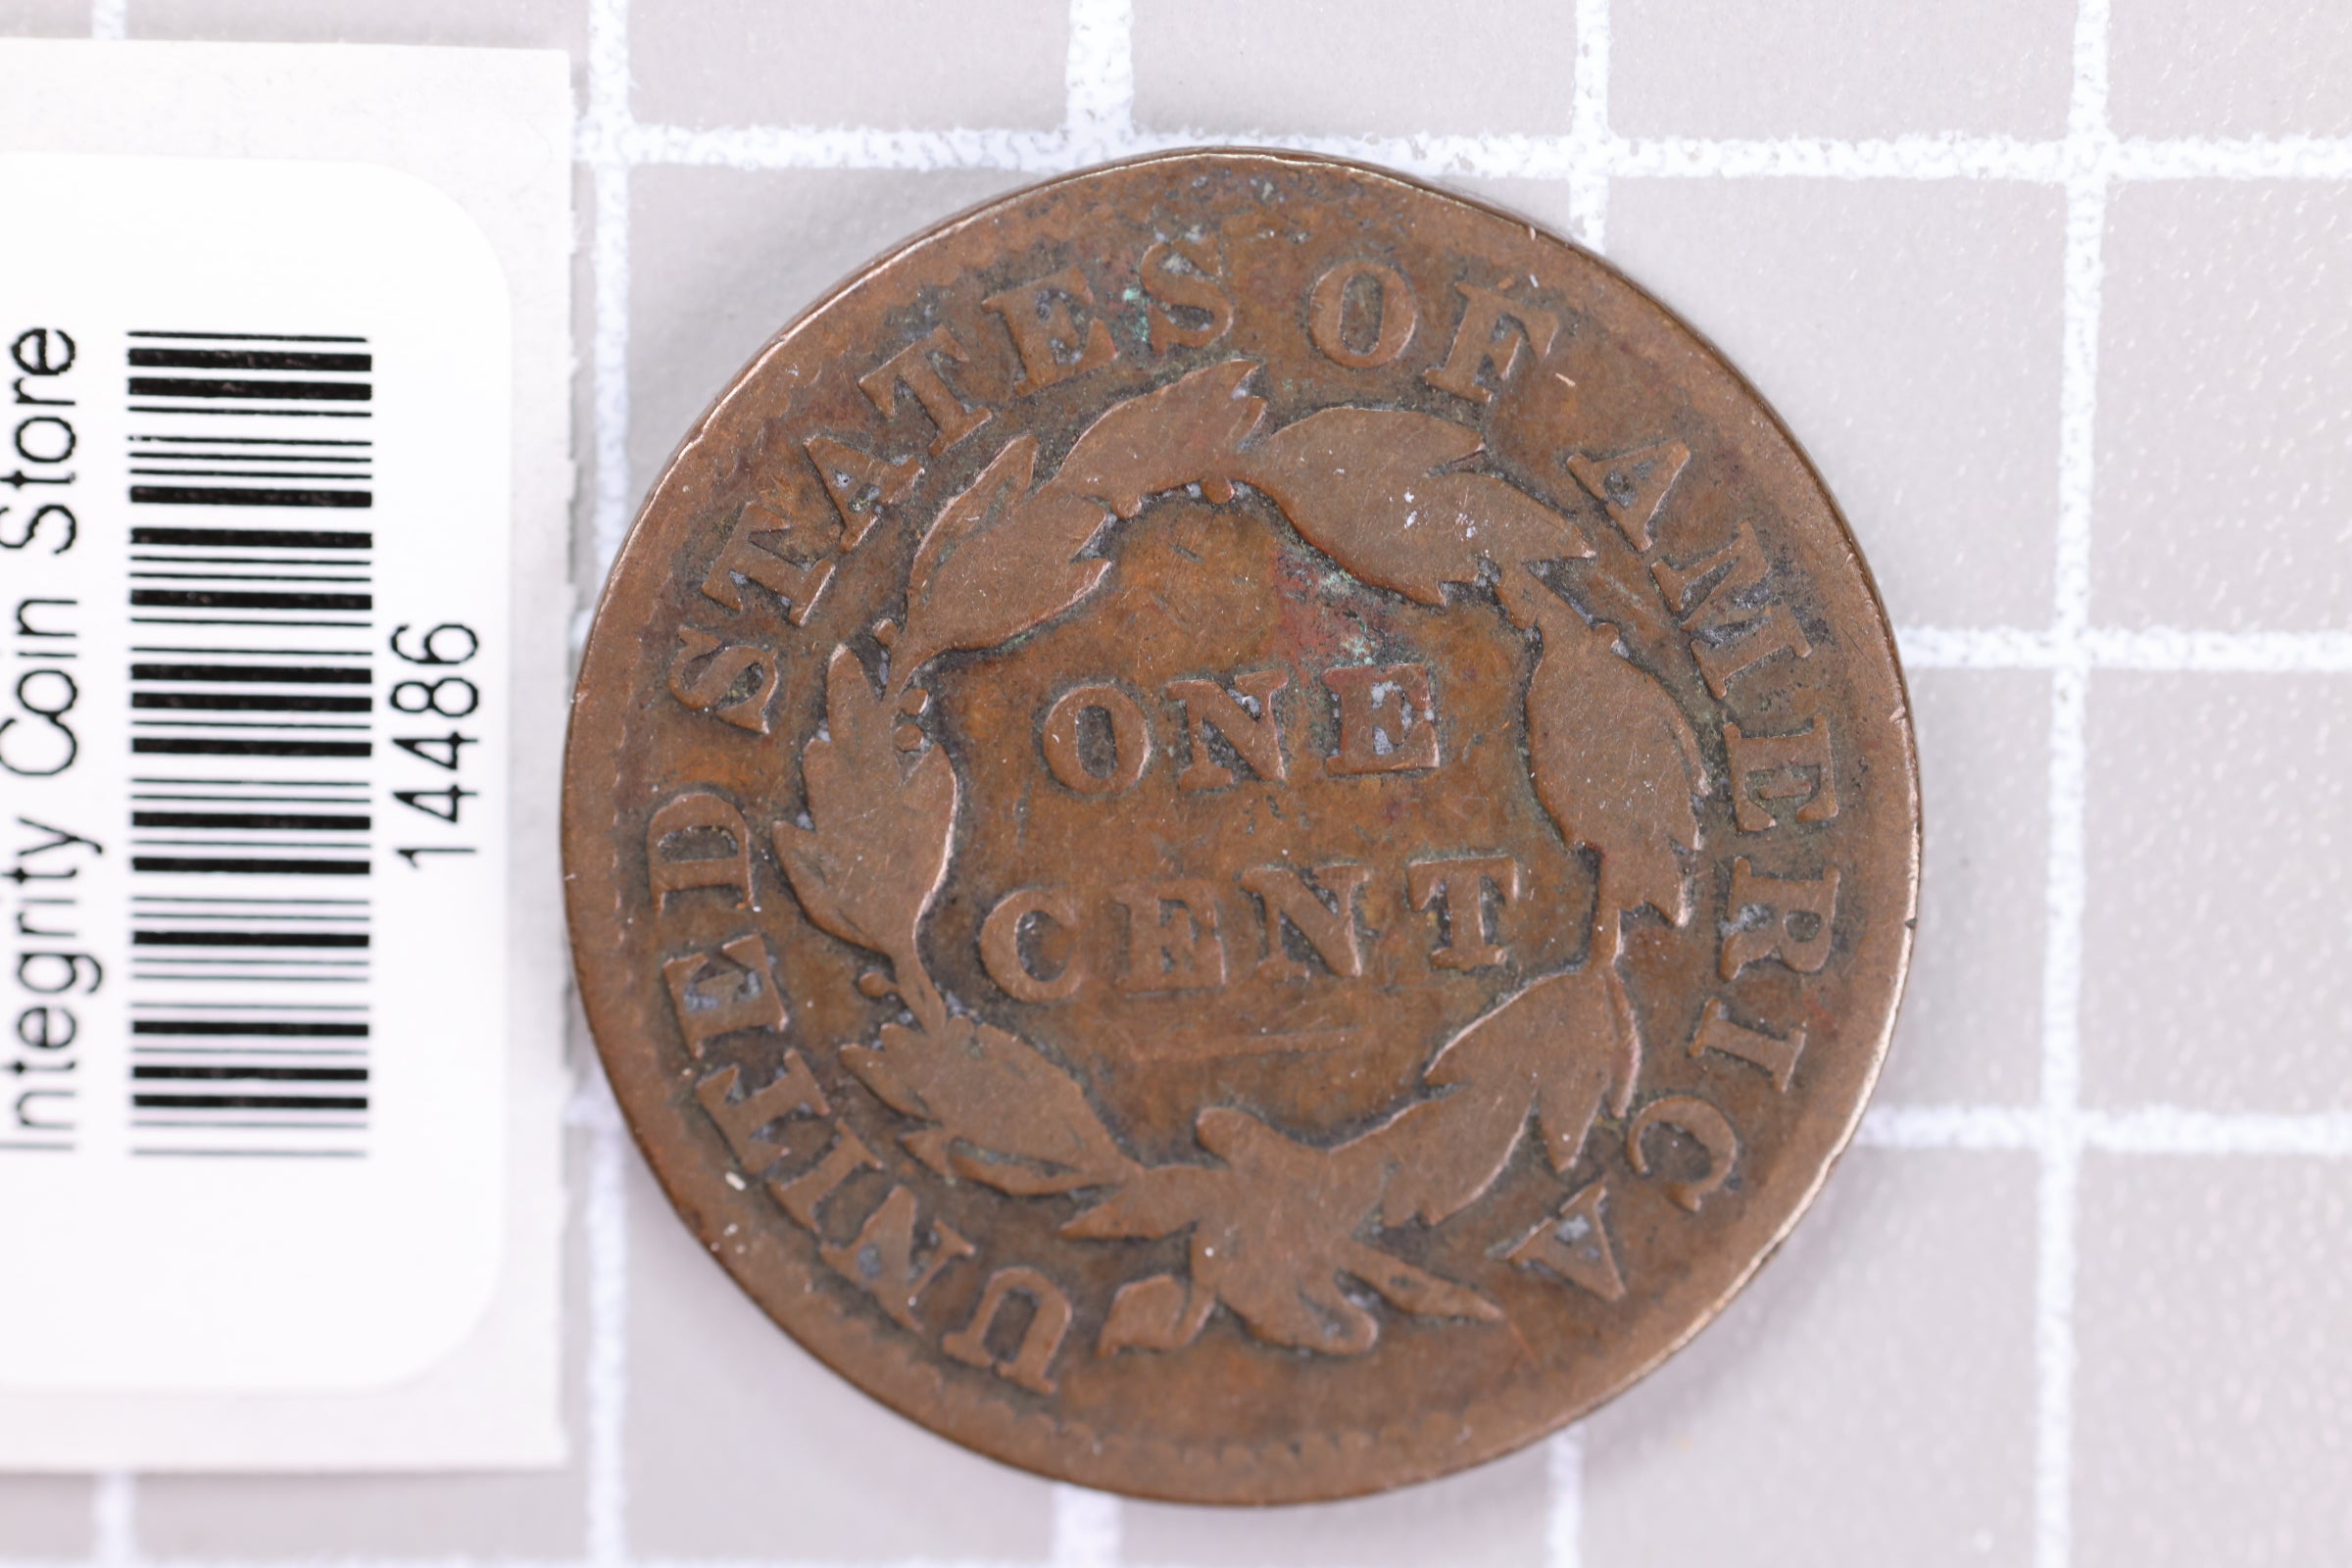 Integrity Coin Store
14486
UNITED STATES OF AMERICA
ONE
CENT